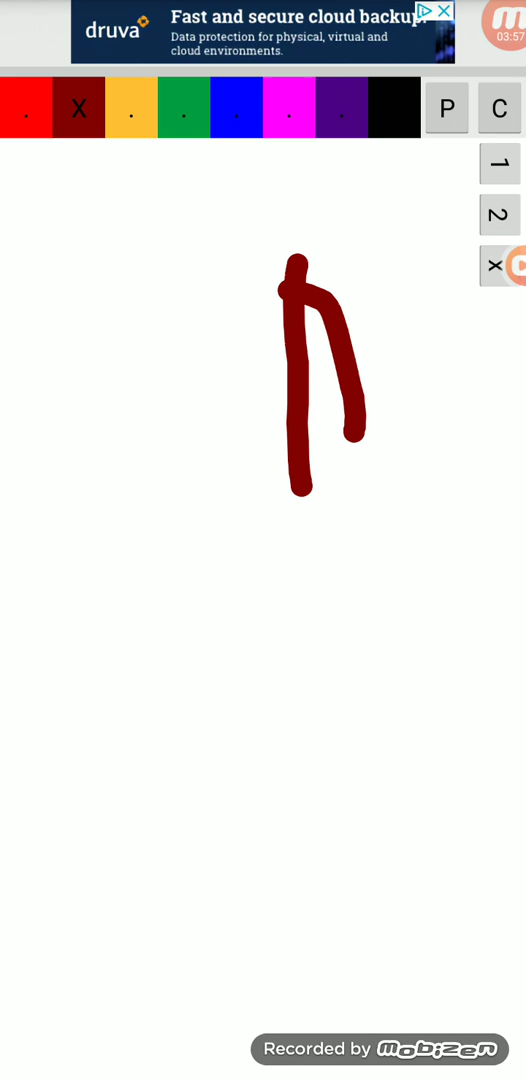 druva
Fast and secure cloud backup.
Data protection for physical, virtual and
cloud environments.
03:57
. X . . . . . P C
1
2
x
Recorded by mobizen